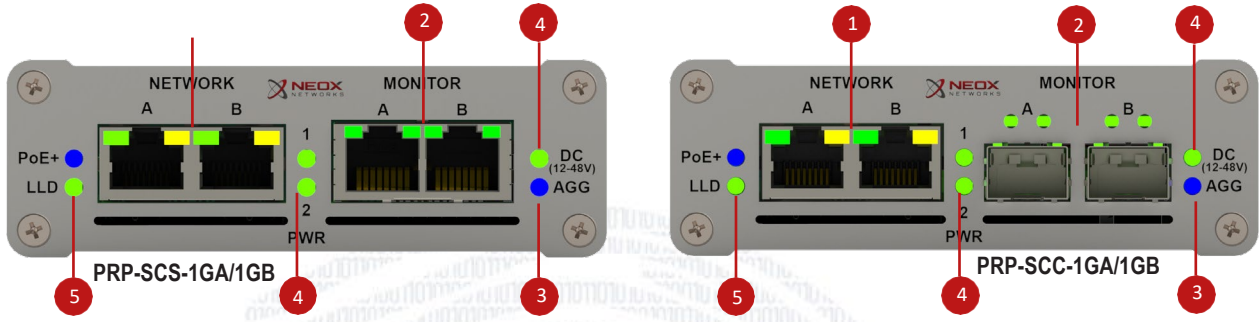 2
4
NETWORK
NEOX
NETWORKS
MONITOR
A
B
A
B
1
PoE+
LLD
DC
(12-48V)
AGG
2
PWR
PRP-SCS-1GA/1GB
5
4
3
1
2
4
NETWORK
NEOX
NETWORKS
MONITOR
A
B
A
B
1
PoE+
LLD
DC
(12-48V)
AGG
2
PWR
PRP-SCC-1GA/1GB
5
4
3